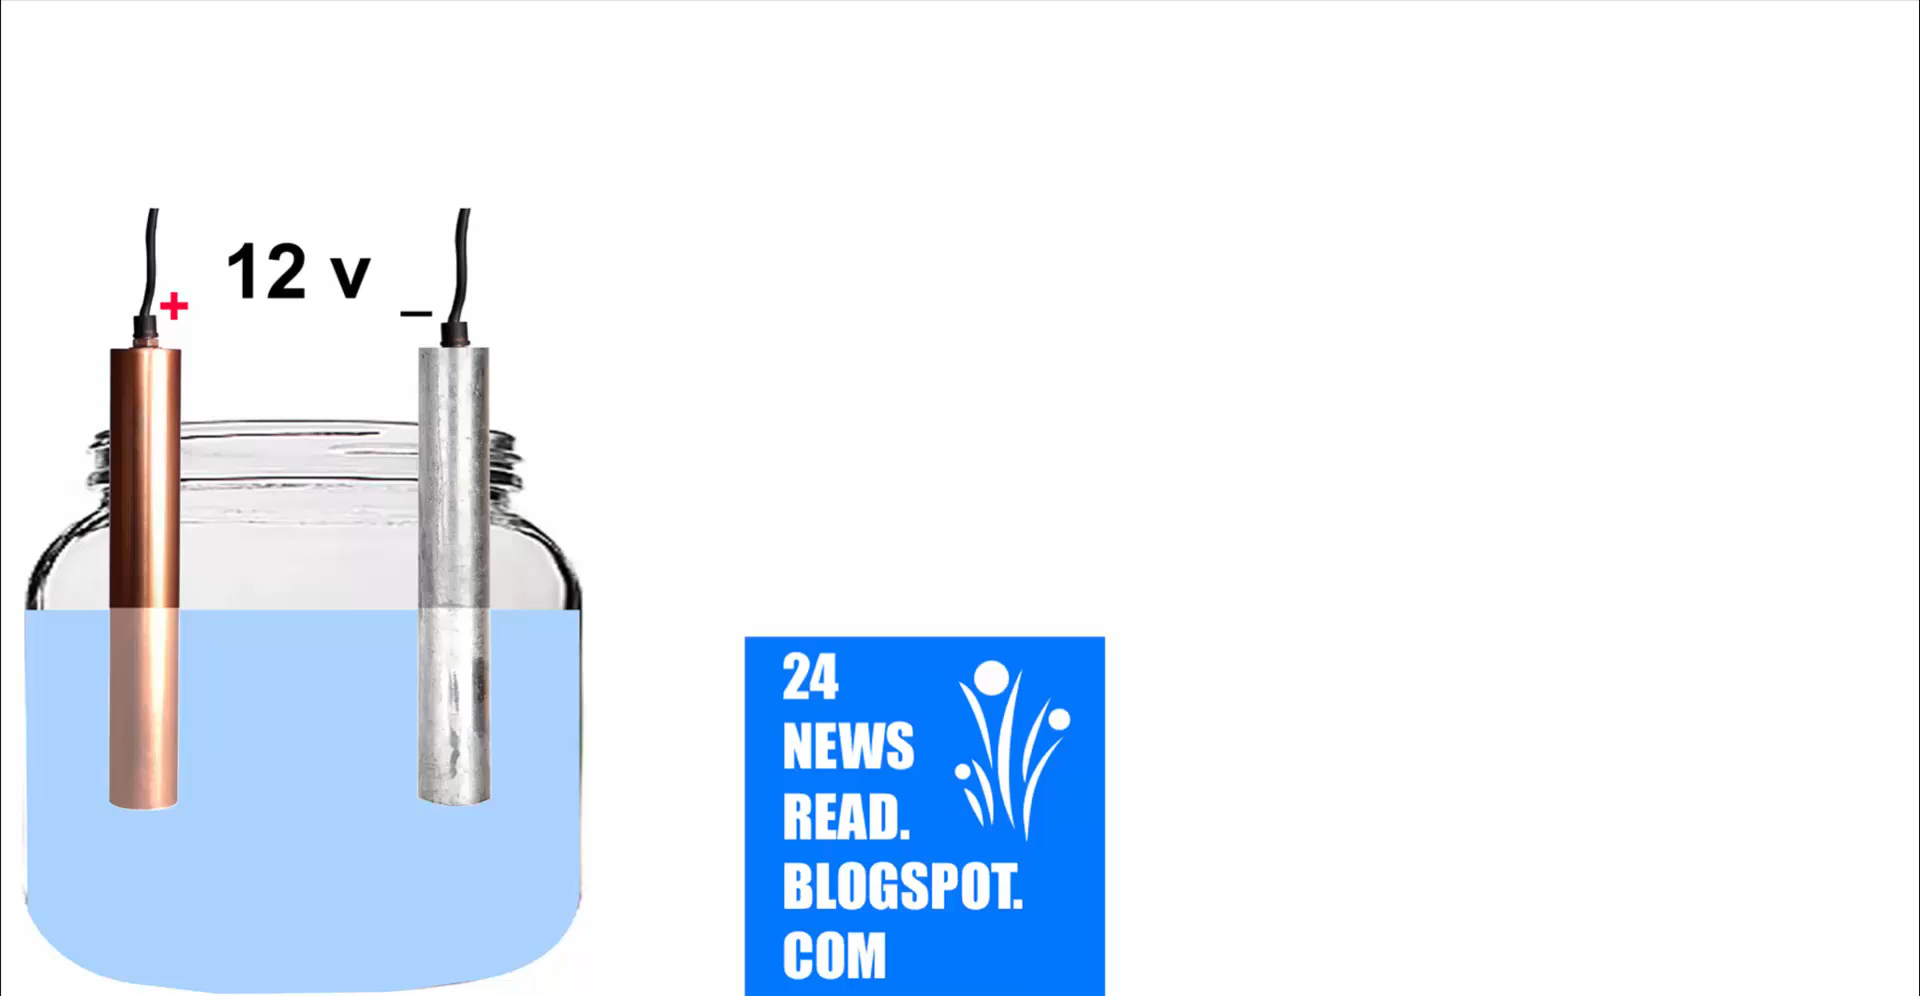 12 v
+
–
24
NEWS
READ.
BLOGSPOT.
COM